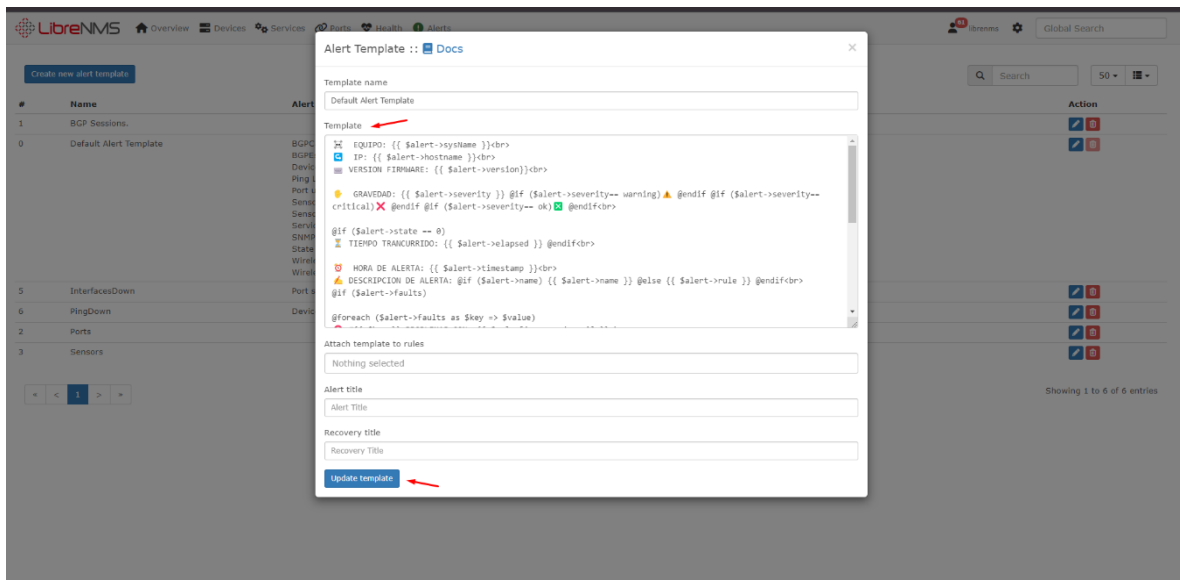 LibreNMS Overview Devices Services Ports Health Alerts 61 librenms Global Search
Alert Template :: Docs ×
Create new alert template
Search 50
Template name
# Name Alert Action
Default Alert Template
1 BGP Sessions.
Template
0 Default Alert Template
BGPC
BGPE
Devic
Ping L
Port u
Senso
Senso
Servic
SNMP
State
Wirele
Wirele
EQUIPO: {{ $alert->sysName }}<br>
IP: {{ $alert->hostname }}<br>
VERSION FIRMWARE: {{ $alert->version}}<br>
GRAVEDAD: {{ $alert->severity }} @if ($alert->severity== warning)⚠️ @endif @if ($alert->severity==
critical)❌ @endif @if ($alert->severity== ok)❎ @endif<br>
@if ($alert->state == 0)
⏳ TIEMPO TRANCURRIDO: {{ $alert->elapsed }} @endif<br>
⏰ HORA DE ALERTA: {{ $alert->timestamp }}<br>
✍️ DESCRIPCION DE ALERTA: @if ($alert->name) {{ $alert->name }} @else {{ $alert->rule }} @endif<br>
@if ($alert->faults)
@foreach ($alert->faults as $key => $value)
5 InterfacesDown Port s
6 PingDown Devic
2 Ports
3 Sensors
Attach template to rules
Nothing selected
Alert title
Alert Title
« < 1 > » Showing 1 to 6 of 6 entries
Recovery title
Recovery Title
Update template